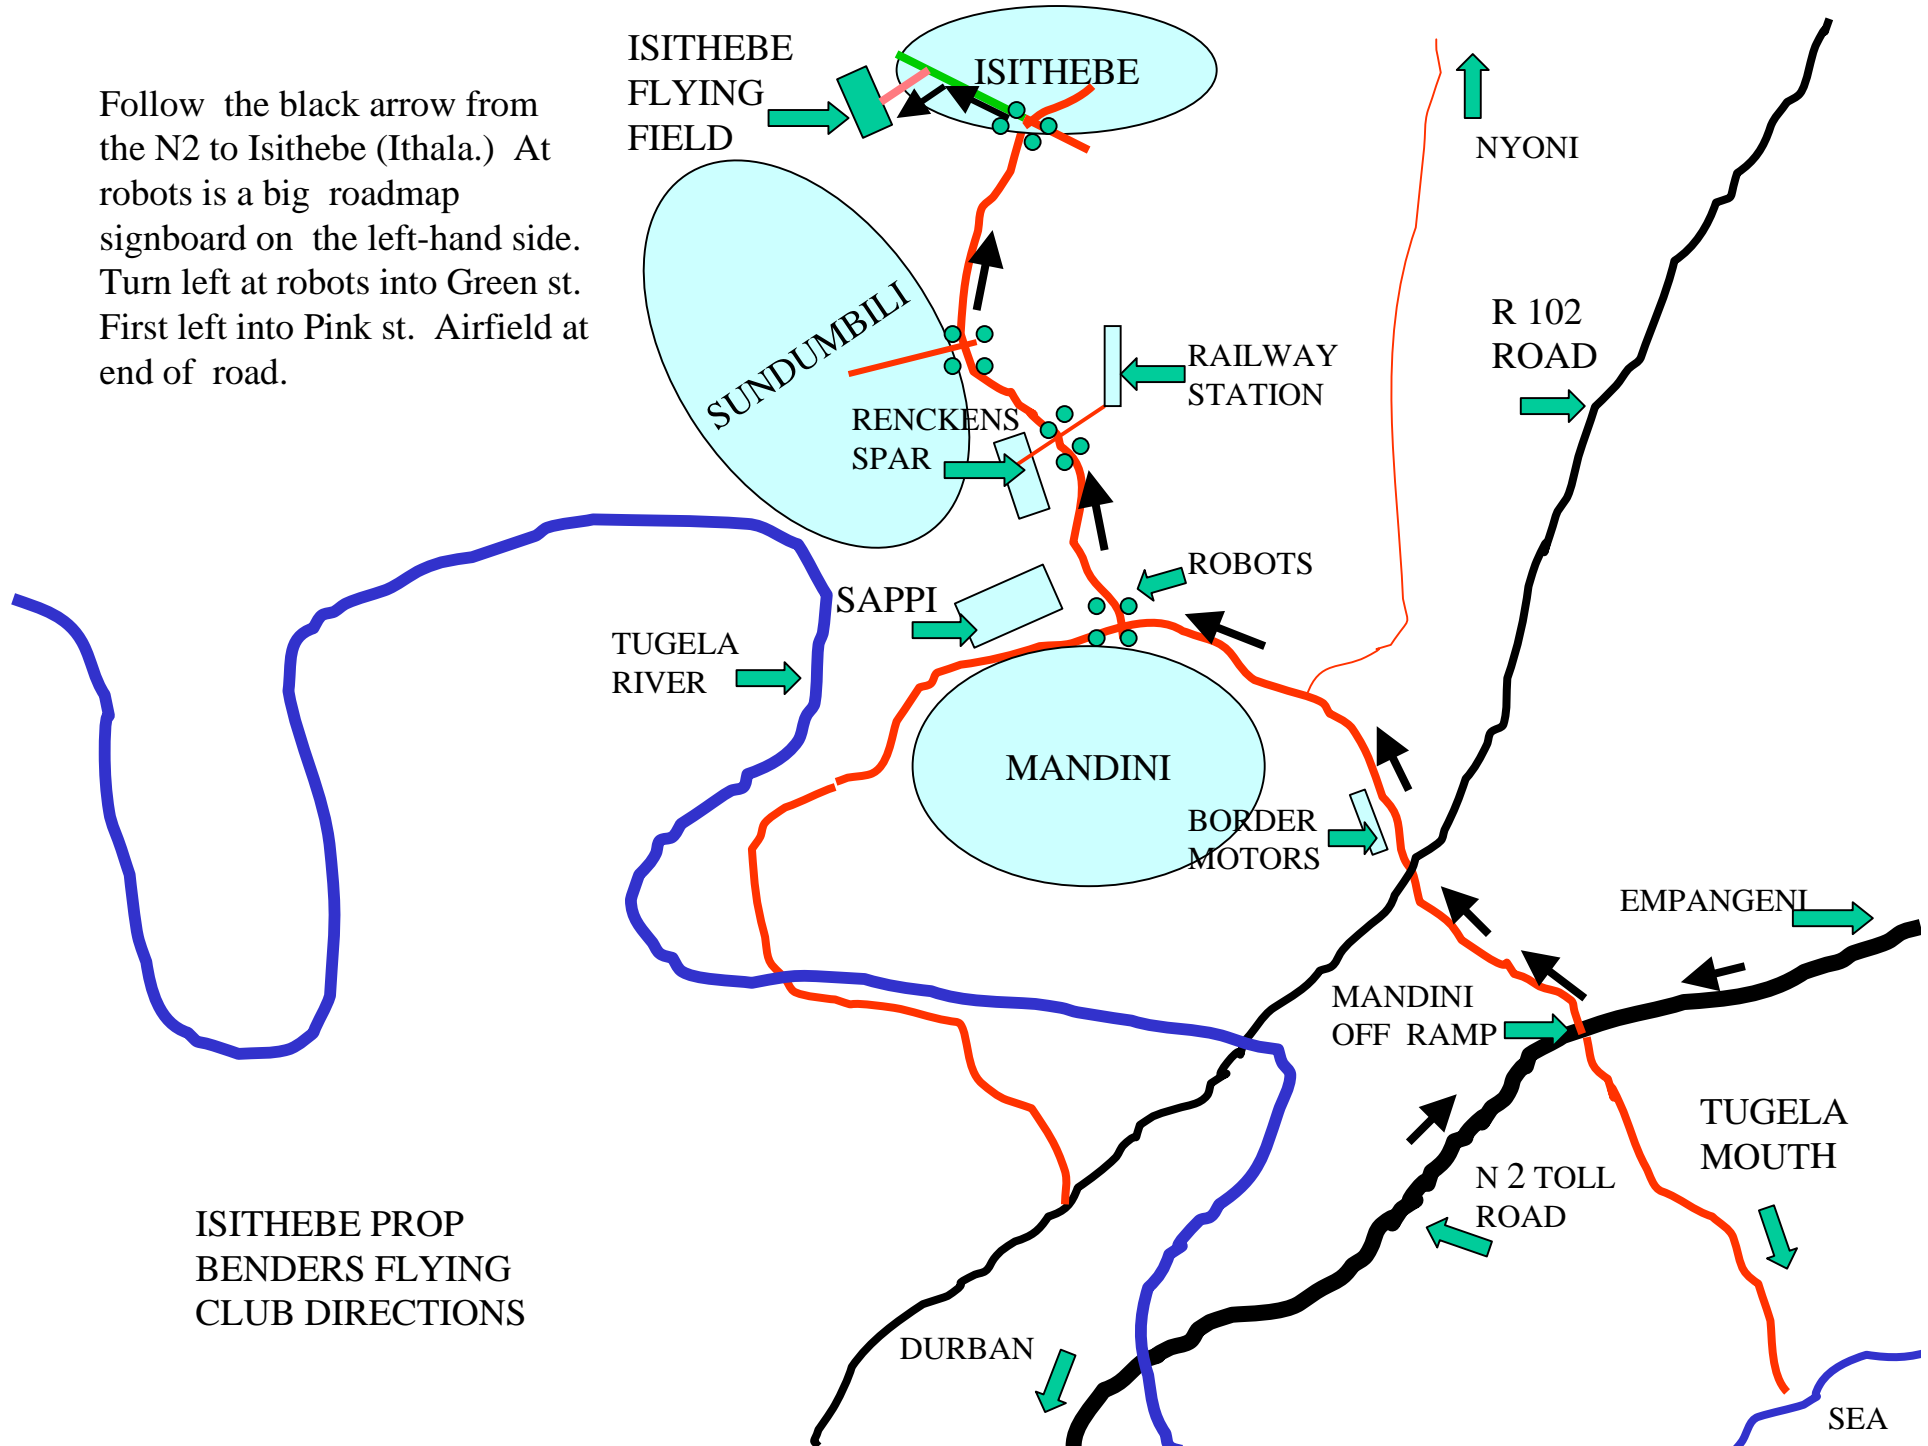 Follow the black arrow from
the N2 to Isithebe (Ithala.) At
robots is a big roadmap
signboard on the left-hand side.
Turn left at robots into Green st.
First left into Pink st. Airfield at
end of road.
ISITHEBE
FLYING
FIELD
ISITHEBE
NYONI
SUNDUMBILI
R 102
ROAD
RAILWAY
STATION
RENCKENS
SPAR
ROBOTS
SAPPI
TUGELA
RIVER
MANDINI
BORDER
MOTORS
EMPANGENI
MANDINI
OFF RAMP
TUGELA
MOUTH
N 2 TOLL
ROAD
ISITHEBE PROP
BENDERS FLYING
CLUB DIRECTIONS
DURBAN
SEA